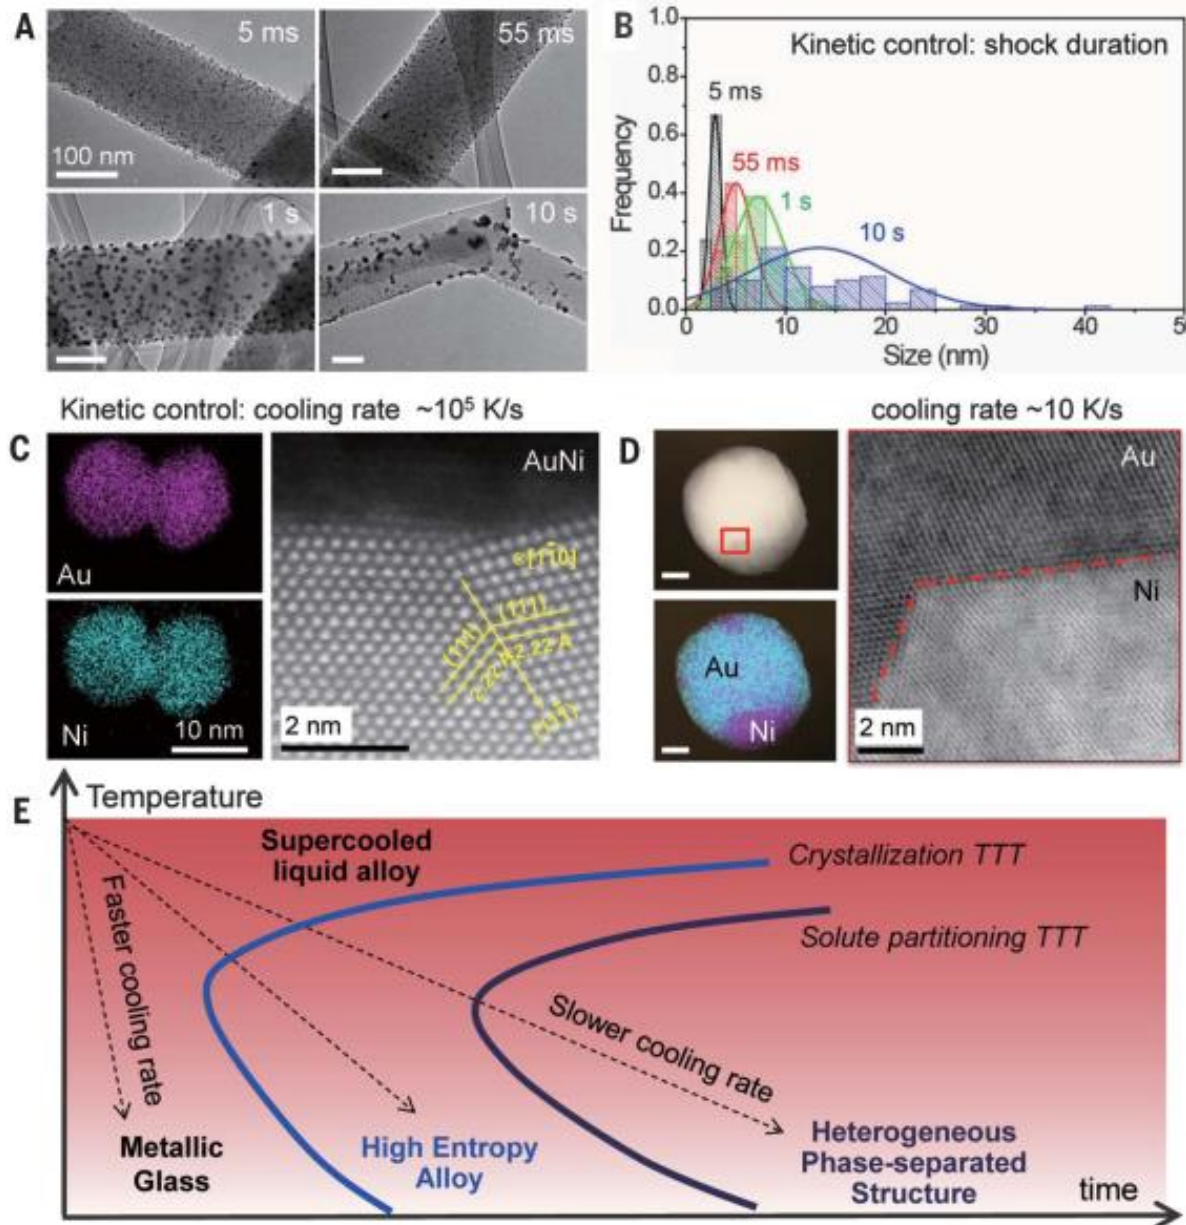 A
5 ms
55 ms
100 nm
1 s
10 s
B
Kinetic control: shock duration
1.0
0.8
0.6
0.4
0.2
0.0
Frequency
5 ms
55 ms
1 s
10 s
0
10
20
30
40
50
Size (nm)
Kinetic control: cooling rate ~10⁵ K/s
cooling rate ~10 K/s
C
Au
Ni
10 nm
AuNi
2.22 Å
2 nm
D
Au
Ni
Au
Ni
2 nm
E
Temperature
Supercooled
liquid alloy
Crystallization TTT
Solute partitioning TTT
Faster cooling rate
Slower cooling rate
Metallic
Glass
High Entropy
Alloy
Heterogeneous
Phase-separated
Structure
time